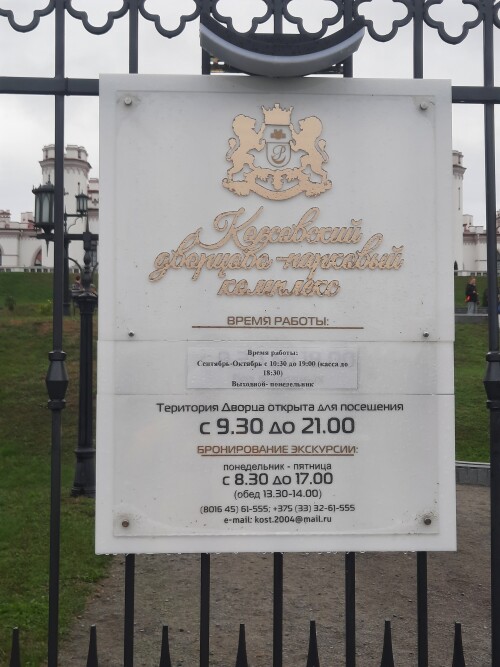 Коссовский
дворцово-парковый
комплекс
ВРЕМЯ РАБОТЫ:
Время работы:
Сентябрь-Октябрь с 10:30 до 19:00 (касса до
18:30)
Выходной- понедельник
Територия Дворца открыта для посещения
с 9.30 до 21.00
БРОНИРОВАНИЕ ЭКСКУРСИИ:
понедельник - пятница
с 8.30 до 17.00
(обед 13.30-14.00)
(8016 45) 61-555; +375 (33) 32-61-555
e-mail: kost.2004@mail.ru